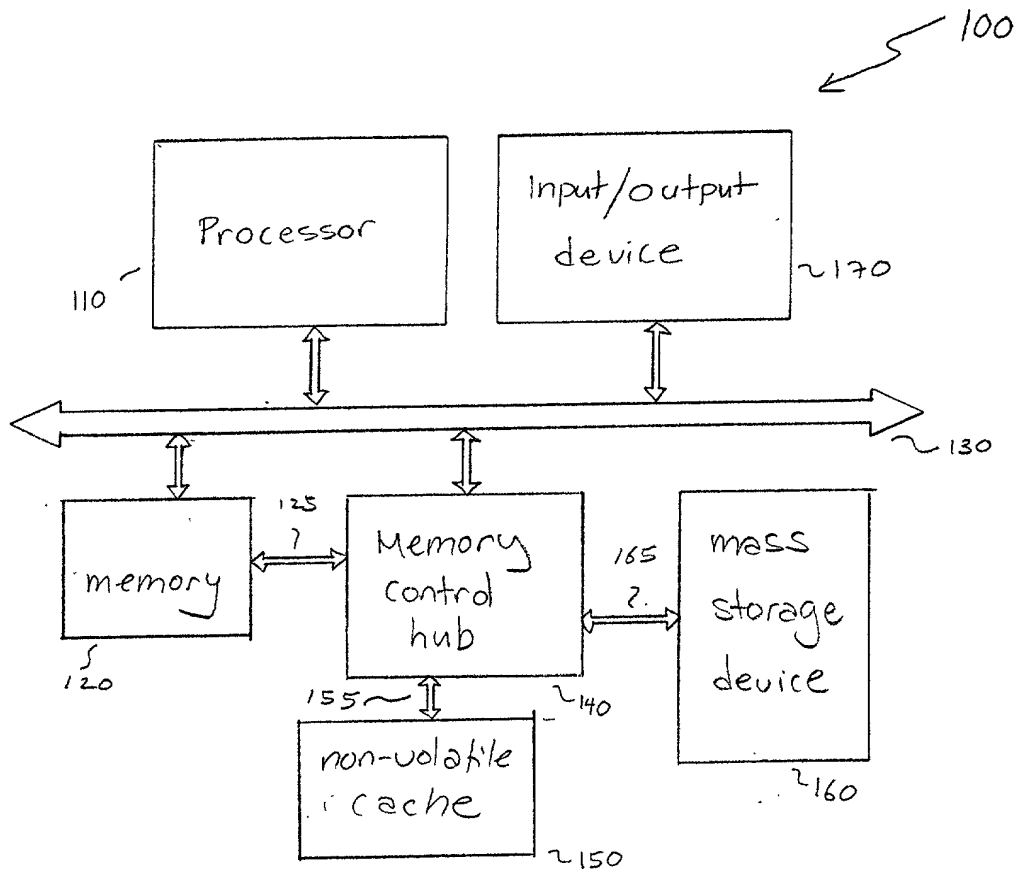 100
Processor
110
Input/output
device
170
130
memory
120
125
Memory
control
hub
140
165
mass
storage
device
160
155
non-volatile
cache
150